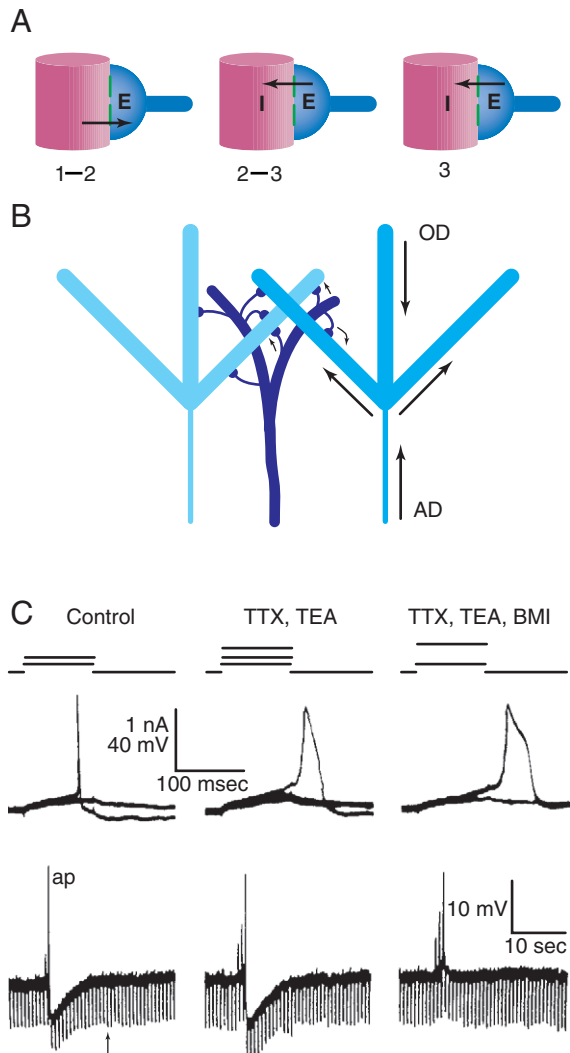 A
E
I E
I E
1–2
2–3
3
B
OD
AD
C
Control
TTX, TEA
TTX, TEA, BMI
1 nA
40 mV
100 msec
ap
10 mV
10 sec